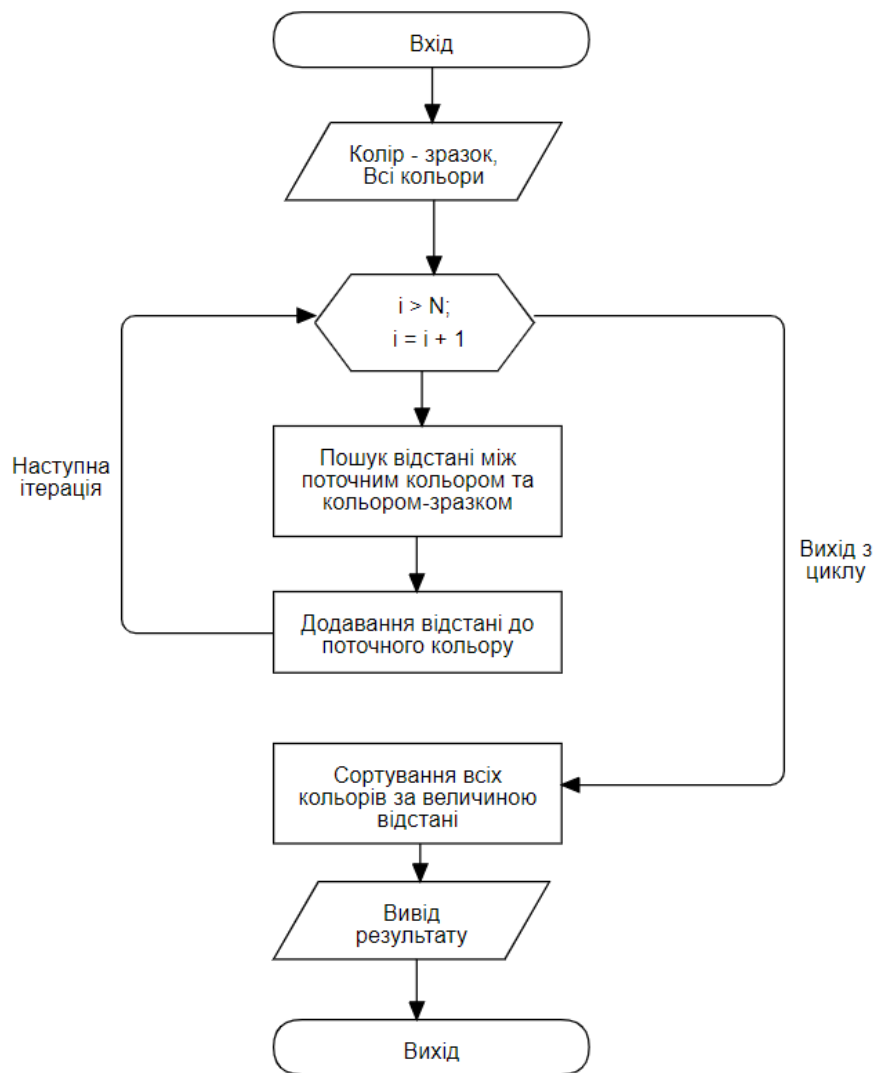 Вхід
Колір - зразок,
Всі кольори
i > N;
i = i + 1
Пошук відстані між
поточним кольором та
кольором-зразком
Наступна
ітерація
Вихід з
циклу
Додавання відстані до
поточного кольору
Сортування всіх
кольорів за величиною
відстані
Вивід
результату
Вихід